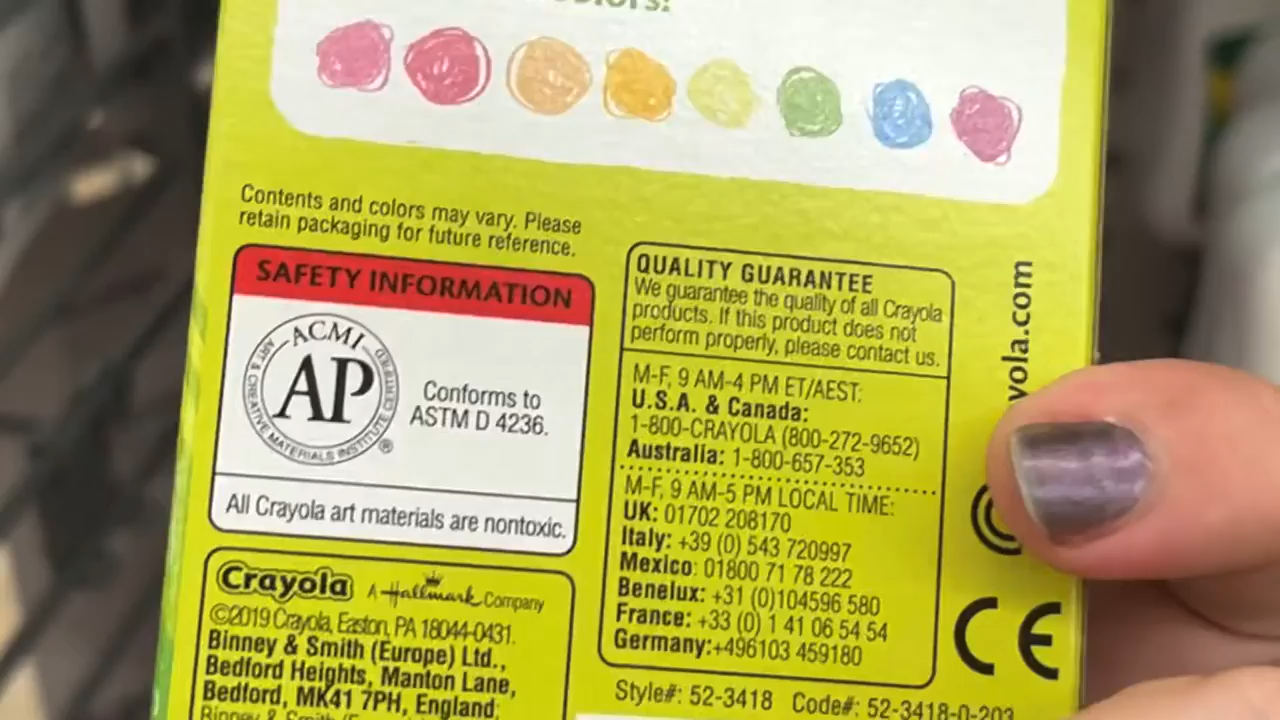 Contents and colors may vary. Please
retain packaging for future reference.
SAFETY INFORMATION
ACMI
AP
ART & CREATIVE MATERIALS INSTITUTE CERTIFIED
®
Conforms to
ASTM D 4236.
All Crayola art materials are nontoxic.
Crayola A Hallmark Company
©2019 Crayola, Easton, PA 18044-0431.
Binney & Smith (Europe) Ltd.,
Bedford Heights, Manton Lane,
Bedford, MK41 7PH, England.
QUALITY GUARANTEE
We guarantee the quality of all Crayola
products. If this product does not
perform properly, please contact us.
M-F, 9 AM-4 PM ET/AEST:
U.S.A. & Canada:
1-800-CRAYOLA (800-272-9652)
Australia: 1-800-657-353
M-F, 9 AM-5 PM LOCAL TIME:
UK: 01702 208170
Italy: +39 (0) 543 720997
Mexico: 01800 71 78 222
Benelux: +31 (0)104596 580
France: +33 (0) 1 41 06 54 54
Germany:+496103 459180
Style#: 52-3418 Code#: 52-3418-0-203
yola.com
CE